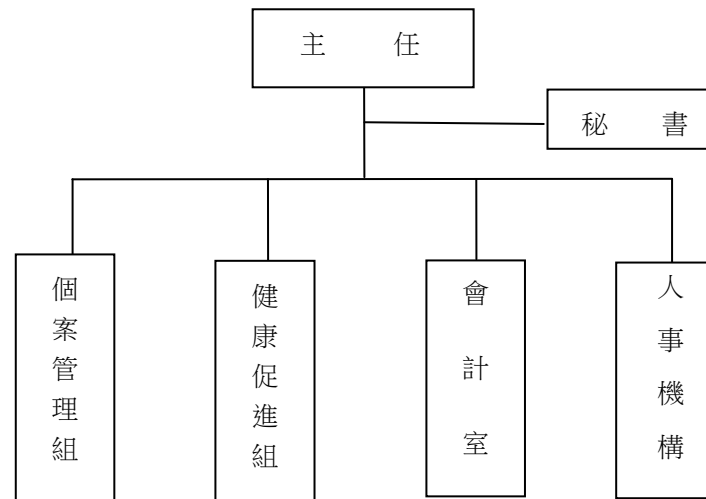 主　　任
秘　　書
個案管理組
健康促進組
會計室
人事機構